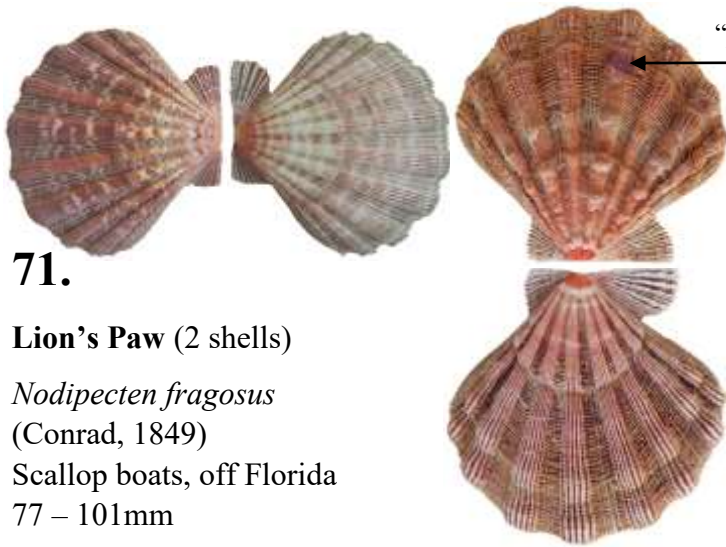 “
71.
Lion’s Paw (2 shells)
Nodipecten fragosus
(Conrad, 1849)
Scallop boats, off Florida
77 – 101mm